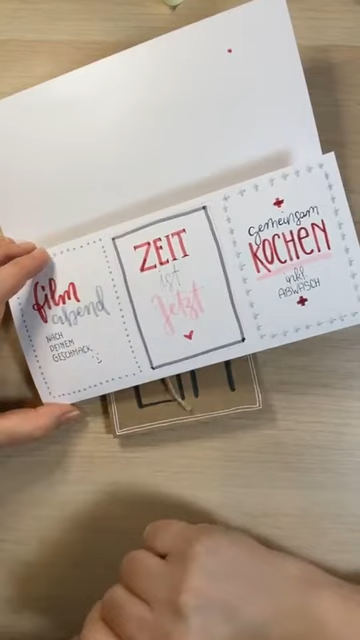 film
abend
NACH
DEINEM
GESCHMACK
ZEIT
ist
Jetzt
gemeinsam
KOCHEN
inkl.
ABWASCH